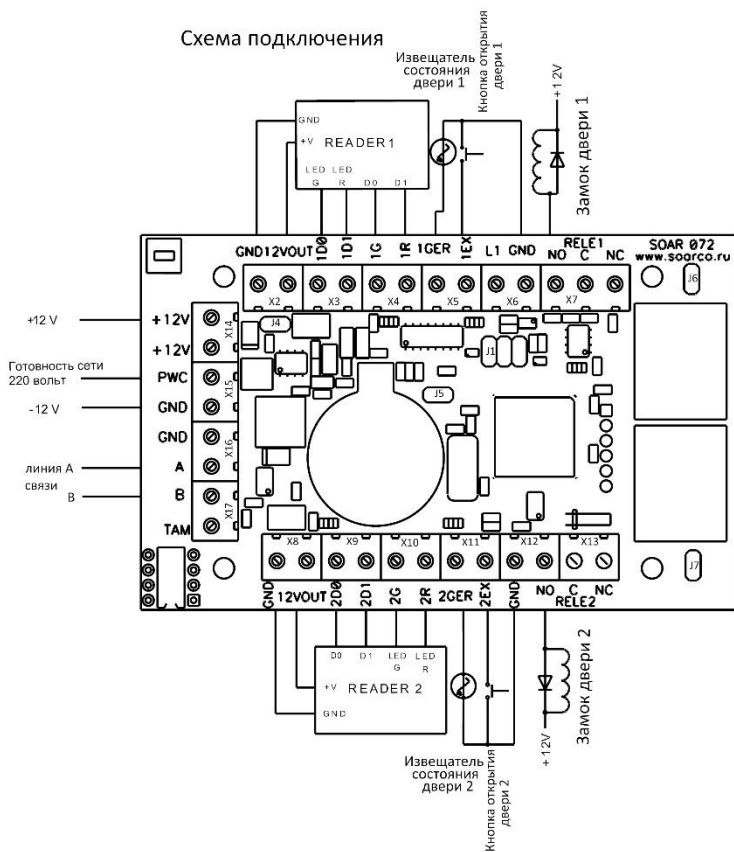 Схема подключения
Извещатель
состояния
двери 1
Кнопка открытия
двери 1
+12V
Замок двери 1
GND
+V
READER1
LED LED D0 D1
G R
GND 12VOUT 1D0 1D1 1G 1R 1GER 1EX L1 GND RELE1
NO C NC
SOAR 072
www.soarco.ru
X2 X3 X4 X5 X6 X7
J6
+12 V
+12V
X14
J4
+12V
J1
Готовность сети
220 вольт
PWC
X15
J5
-12 V
GND
GND
X16
линия А
связи
A
В
B
X17
TAM
X8 X9 X10 X11 X12 X13
J7
GND 12VOUT 2D0 2D1 2G 2R 2GER 2EX GND NO C NC
RELE2
D0 D1 LED LED
G R
+V
READER 2
GND
Замок двери 2
+12V
Извещатель
состояния
двери 2
Кнопка открытия
двери 2